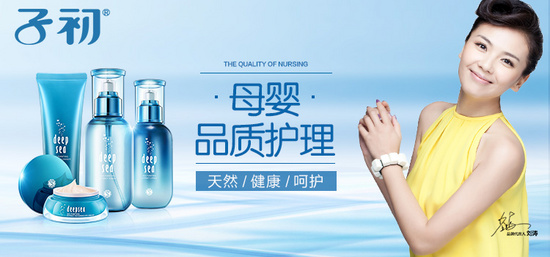 子初®
THE QUALITY OF NURSING
·母婴·
品质护理
天然/健康/呵护
deep
sea
deep
sea
deep
sea
deepsea
品牌代言人 刘涛